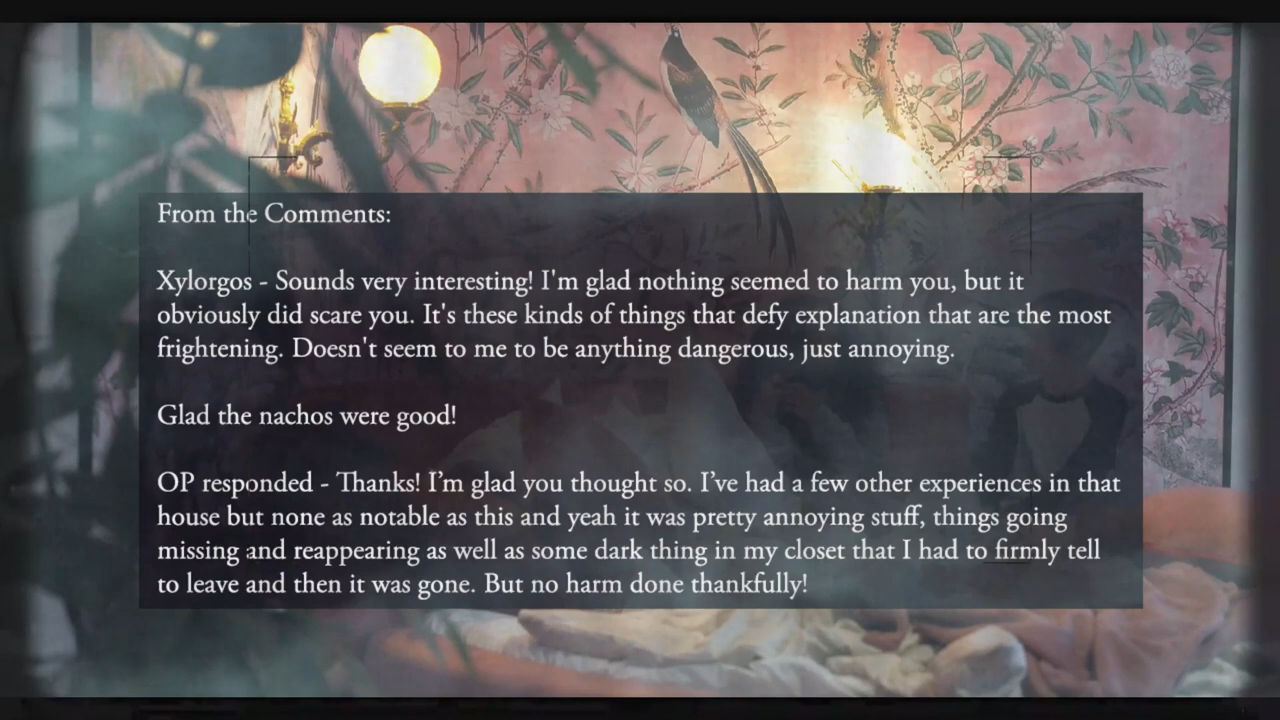 From the Comments:
Xylorgos - Sounds very interesting! I'm glad nothing seemed to harm you, but it
obviously did scare you. It's these kinds of things that defy explanation that are the most
frightening. Doesn't seem to me to be anything dangerous, just annoying.
Glad the nachos were good!
OP responded - Thanks! I’m glad you thought so. I’ve had a few other experiences in that
house but none as notable as this and yeah it was pretty annoying stuff, things going
missing and reappearing as well as some dark thing in my closet that I had to firmly tell
to leave and then it was gone. But no harm done thankfully!